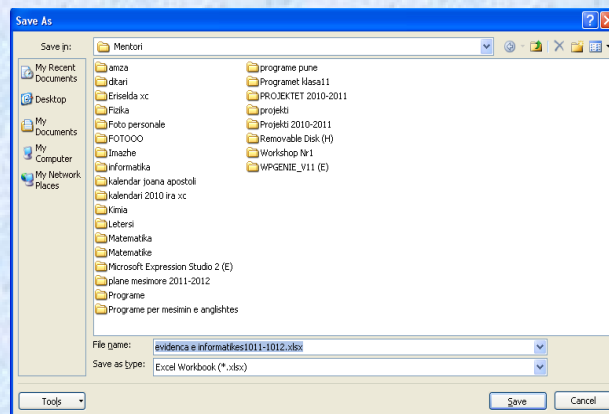 Save As
Save in:
Mentori
My Recent
Documents
Desktop
My
Documents
My
Computer
My Network
Places
amza
ditari
Eriselda xc
Fizika
Foto personale
FOTOOO
Imazhe
informatika
kalendar joana apostoli
kalendari 2010 ira xc
Kimia
Letersi
Matematika
Matematike
Microsoft Expression Studio 2 (E)
plane mesimore 2011-2012
Programe
Programe per mesimin e anglishtes
programe pune
Programet klasa11
PROJEKTET 2010-2011
projekti
Projekti 2010-2011
Removable Disk (H)
Workshop Nr1
WPGENIE_V11 (E)
File name:
evidenca e informatikes1011-1012.xlsx
Save as type:
Excel Workbook (*.xlsx)
Tools
Save
Cancel